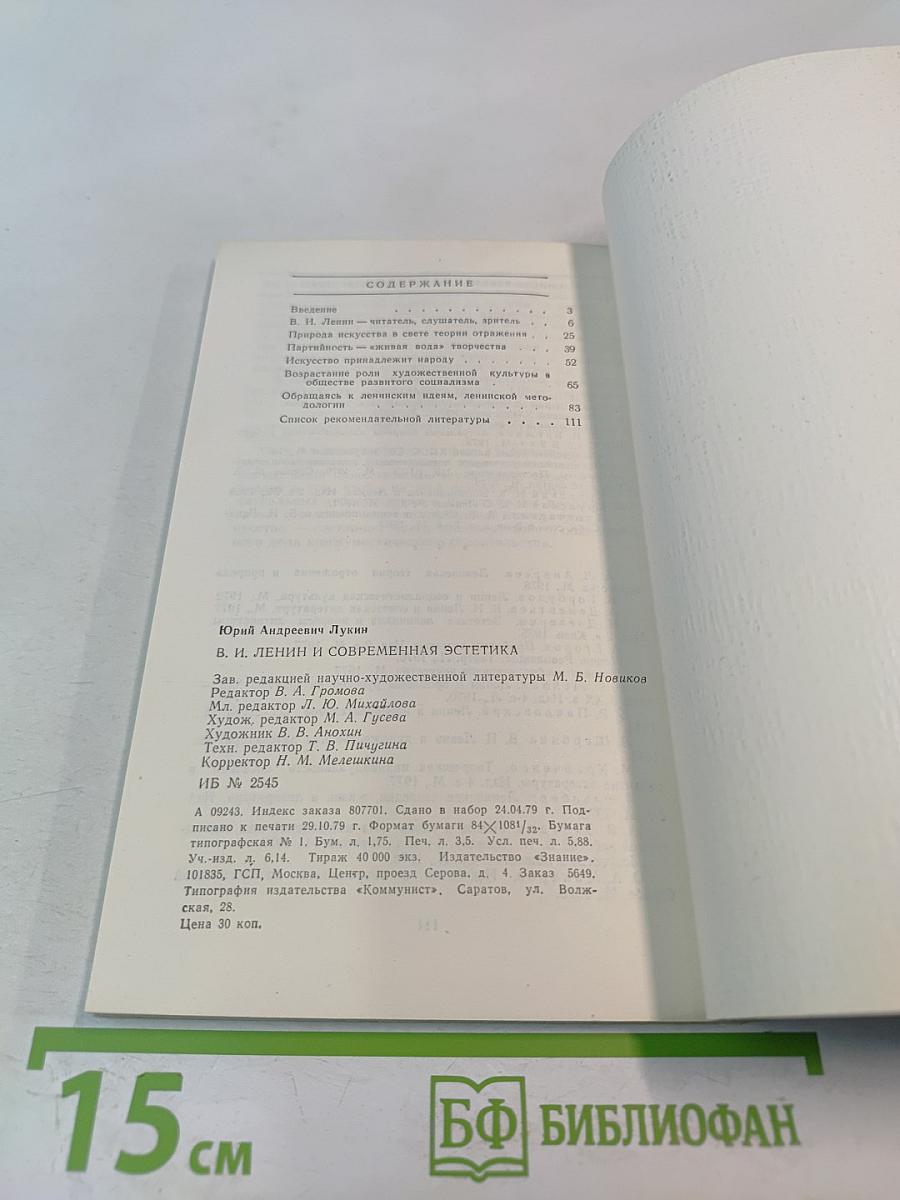 СОДЕРЖАНИЕ
Введение . . . . . . . . . . . 3
В. И. Ленин — читатель, слушатель, зритель . . 6
Природа искусства в свете теории отражения . . 25
Партийность — «живая вода» творчества . . . 39
Искусство принадлежит народу . . . . . . 52
Возрастание роли художественной культуры в
обществе развитого социализма . 65
Обращаясь к ленинским идеям, ленинской мето-
дологии . . . . . . . . . . . 83
Список рекомендательной литературы . . . . 111
Юрий Андреевич Лукин
В. И. ЛЕНИН И СОВРЕМЕННАЯ ЭСТЕТИКА
Зав. редакцией научно-художественной литературы М. Б. Новиков
Редактор В. А. Громова
Мл. редактор Л. Ю. Михайлова
Худож. редактор М. А. Гусева
Художник В. В. Анохин
Техн. редактор Т. В. Пичугина
Корректор Н. М. Мелешкина
ИБ № 2545
А 09243. Индекс заказа 807701. Сдано в набор 24.04.79 г. Под-
писано к печати 29.10.79 г. Формат бумаги 84×1081/32. Бумага
типографская № 1. Бум. л. 1,75. Печ. л. 3,5. Усл. печ. л. 5,88.
Уч.-изд. л. 6,14. Тираж 40 000 экз. Издательство «Знание».
101835, ГСП, Москва, Центр, проезд Серова, д. 4. Заказ 5649.
Типография издательства «Коммунист». Саратов, ул. Волж-
ская, 28.
Цена 30 коп.
15 см
БФ БИБЛИОФАН